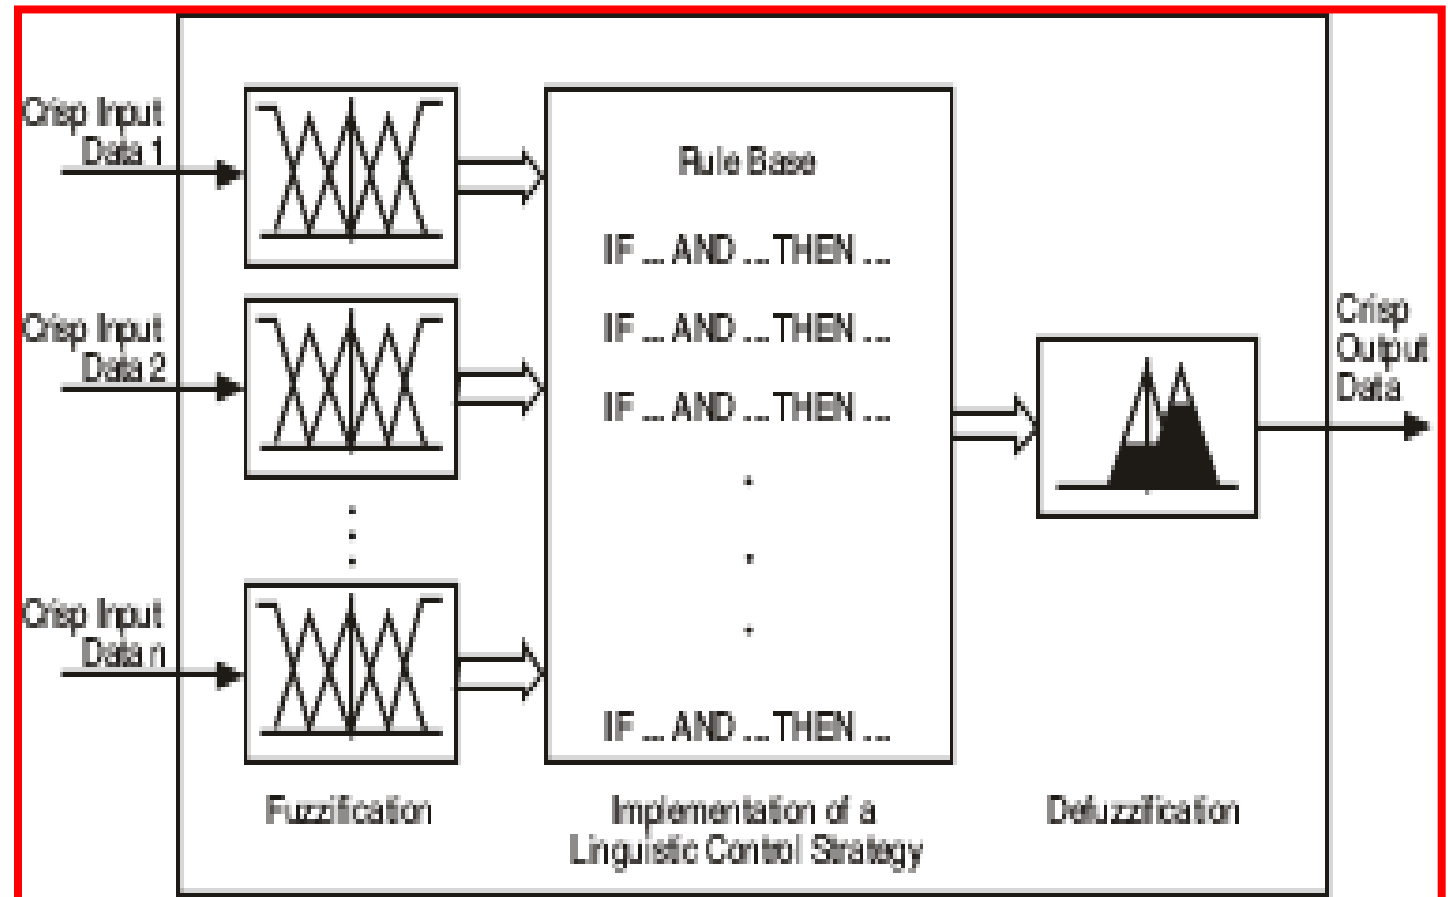 Crisp Input
Data 1
Crisp Input
Data 2
Crisp Input
Data n
Rule Base
IF ... AND ... THEN ...
IF ... AND ... THEN ...
IF ... AND ... THEN ...
IF ... AND ... THEN ...
Crisp
Output
Data
Fuzzification
Implementation of a
Linguistic Control Strategy
Defuzzification